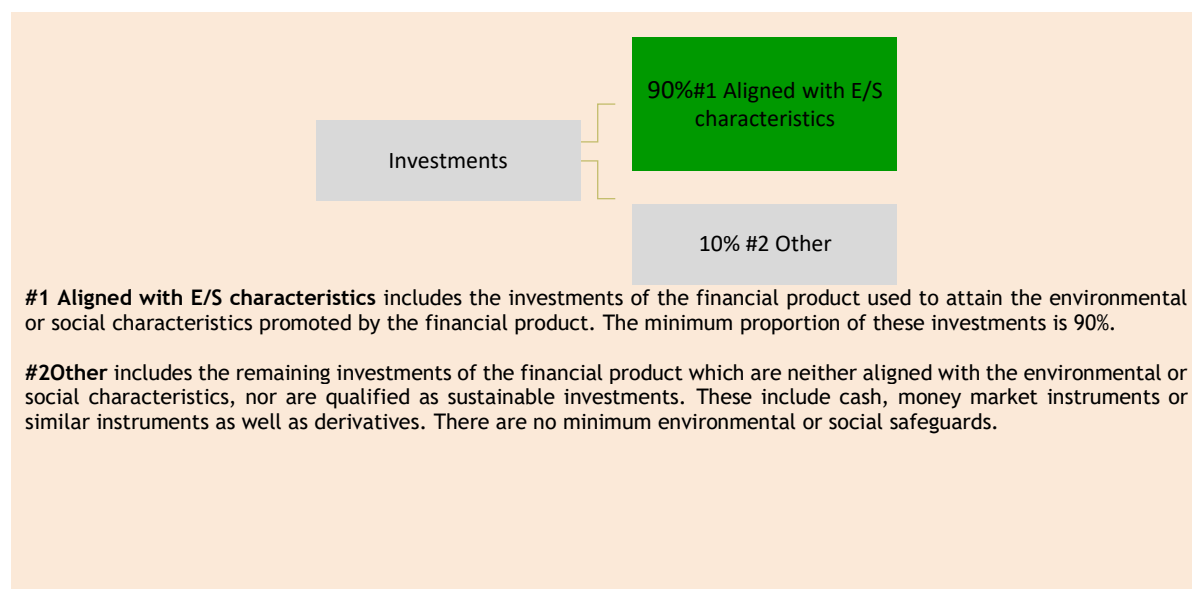 90%#1 Aligned with E/S
characteristics
Investments
10% #2 Other
#1 Aligned with E/S characteristics includes the investments of the financial product used to attain the environmental
or social characteristics promoted by the financial product. The minimum proportion of these investments is 90%.
#2Other includes the remaining investments of the financial product which are neither aligned with the environmental or
social characteristics, nor are qualified as sustainable investments. These include cash, money market instruments or
similar instruments as well as derivatives. There are no minimum environmental or social safeguards.